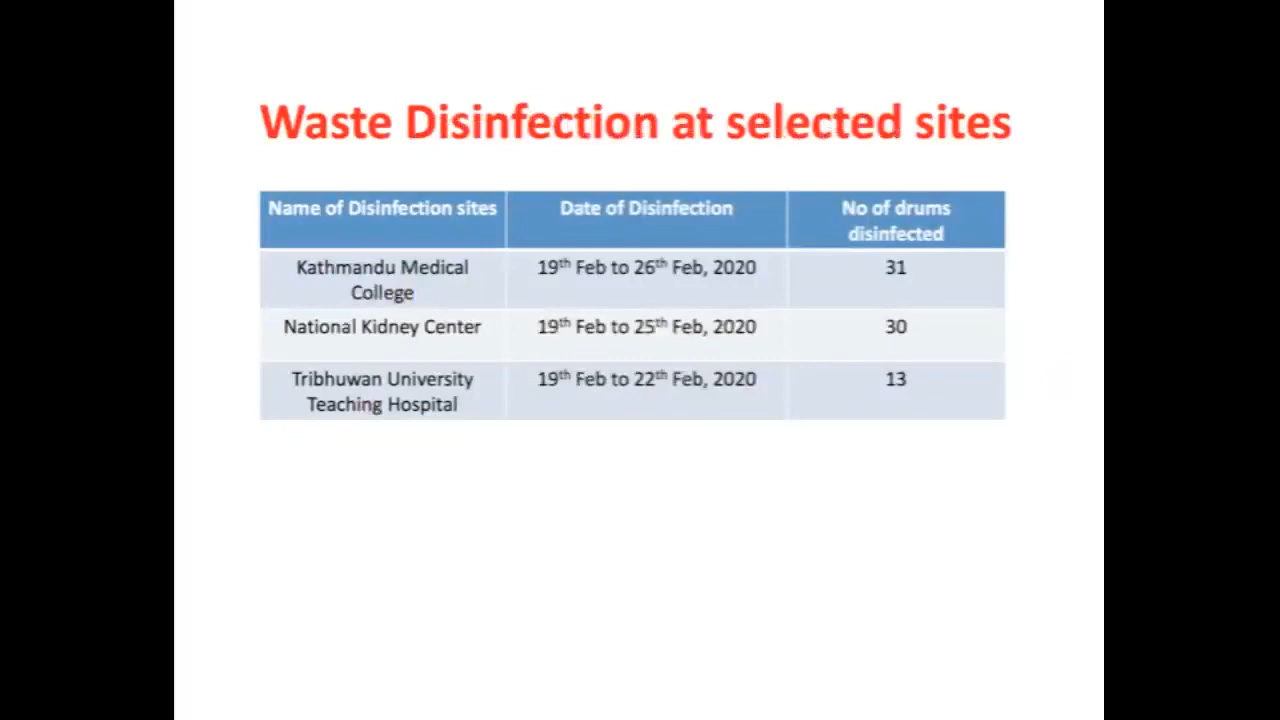 Waste Disinfection at selected sites
Name of Disinfection sites Date of Disinfection No of drums
disinfected
Kathmandu Medical 19th Feb to 26th Feb, 2020 31
College
National Kidney Center 19th Feb to 25th Feb, 2020 30
Tribhuwan University 19th Feb to 22th Feb, 2020 13
Teaching Hospital